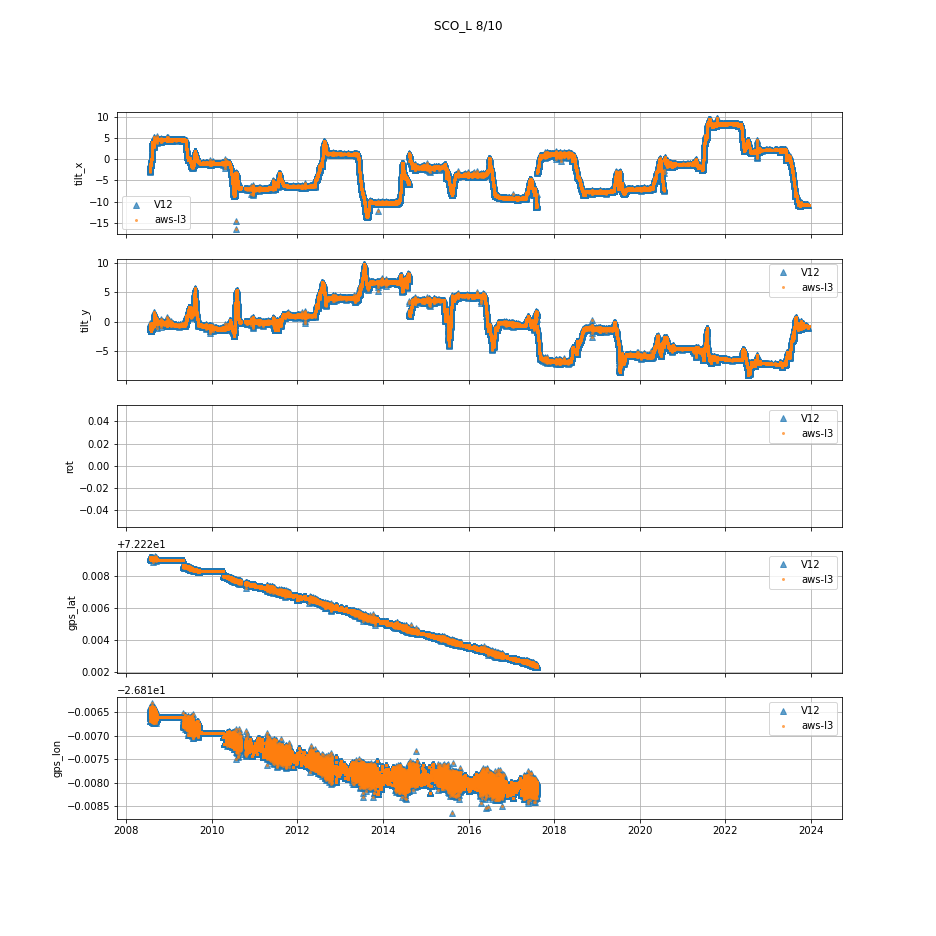 SCO_L 8/10
10
5
0
−5
−10
−15
tilt_x
V12
aws-l3
10
5
0
−5
tilt_y
V12
aws-l3
0.04
0.02
0.00
−0.02
−0.04
rot
V12
aws-l3
+7.222e1
0.008
0.006
0.004
0.002
gps_lat
V12
aws-l3
−2.681e1
−0.0065
−0.0070
−0.0075
−0.0080
−0.0085
gps_lon
V12
aws-l3
2008 2010 2012 2014 2016 2018 2020 2022 2024